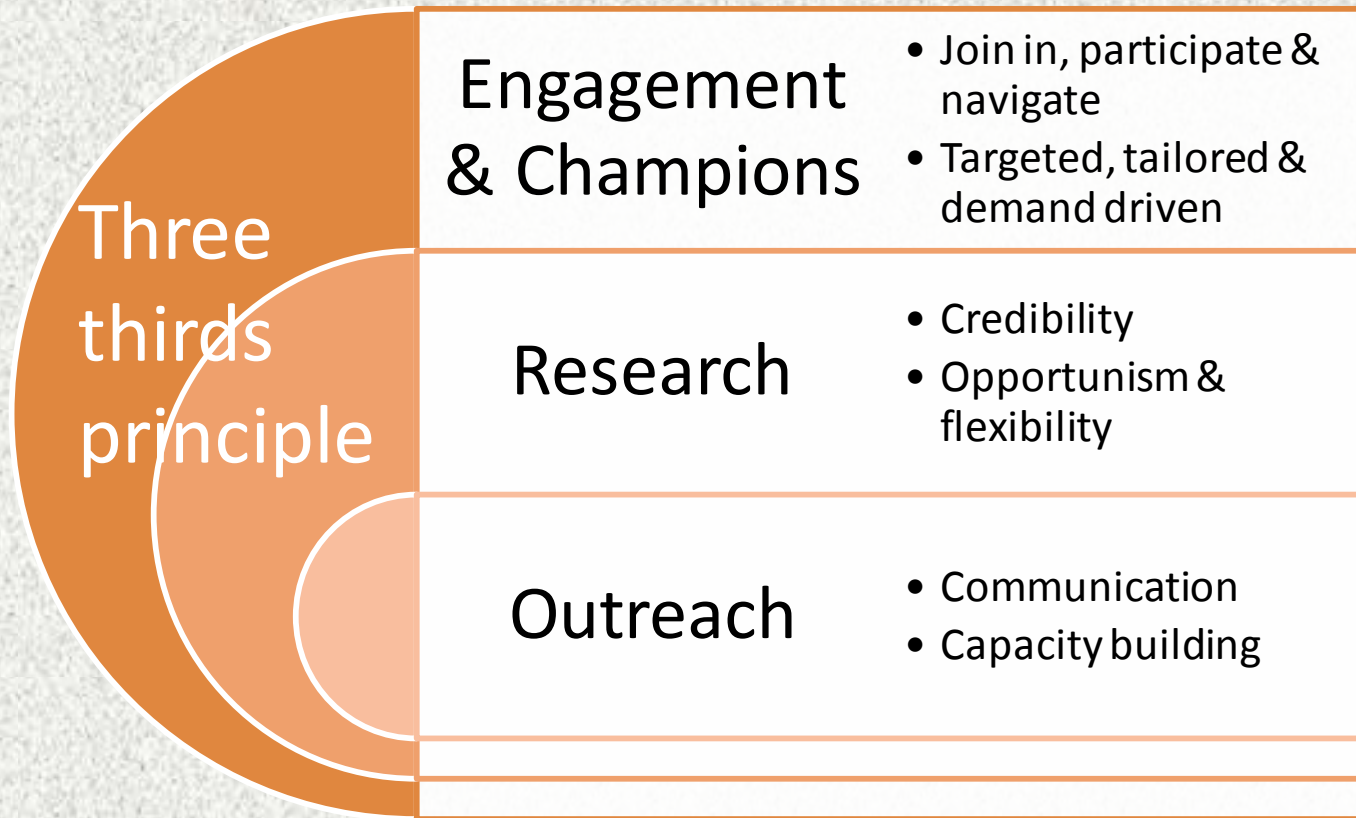 Three
thirds
principle
Engagement
& Champions
• Join in, participate &
navigate
• Targeted, tailored &
demand driven
Research
• Credibility
• Opportunism &
flexibility
Outreach
• Communication
• Capacity building